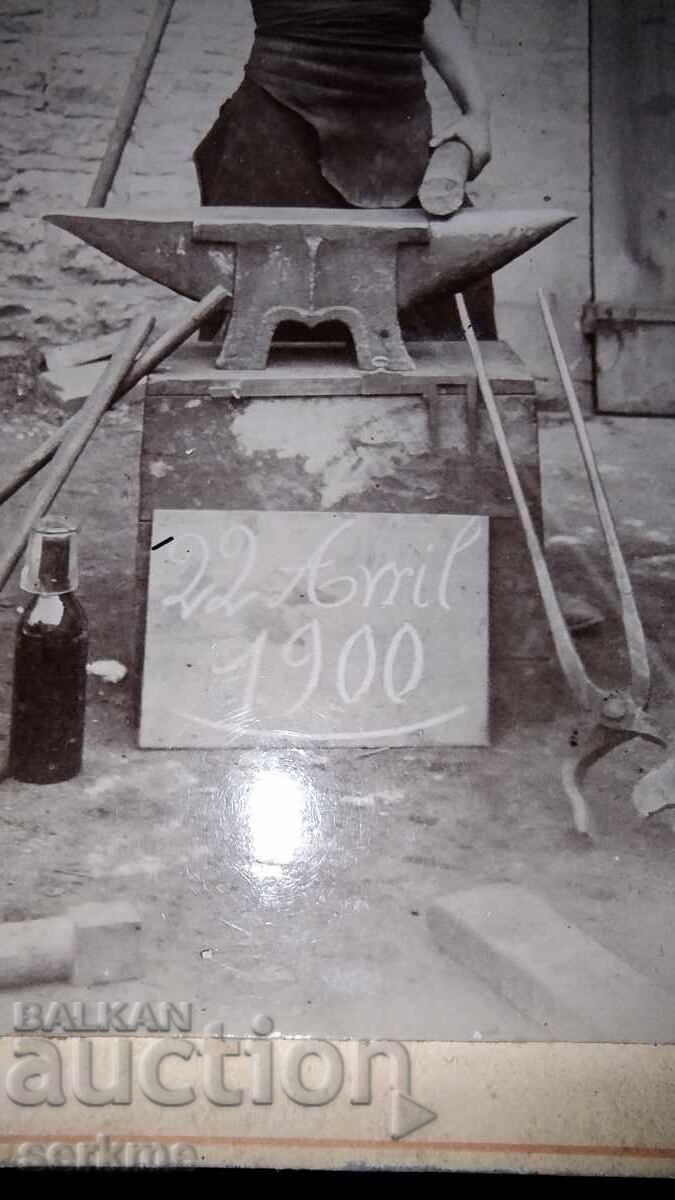 22 Avril
1900
BALKAN
auction
serkme